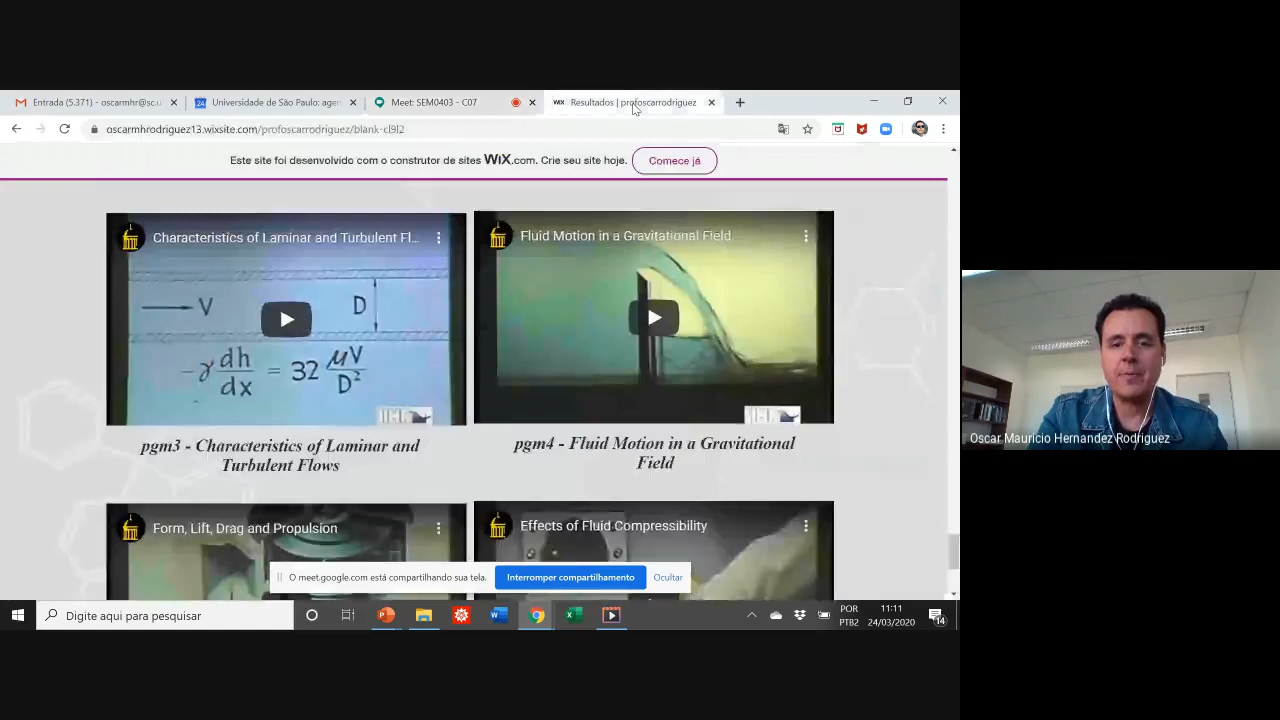 Entrada (5.371) - oscarmhr@sc.u
Universidade de São Paulo: agen
Meet: SEM0403 - C07
WIX Resultados | profoscarrodriguez
oscarmhrodriguez13.wixsite.com/profoscarrodriguez/blank-cl9l2
Este site foi desenvolvido com o construtor de sites WiX.com. Crie seu site hoje.
Comece já
Characteristics of Laminar and Turbulent Fl...
Fluid Motion in a Gravitational Field
V
D
-γ dh/dx = 32 μV/D²
pgm3 - Characteristics of Laminar and
Turbulent Flows
pgm4 - Fluid Motion in a Gravitational
Field
Oscar Mauricio Hernandez Rodriguez
Form, Lift, Drag and Propulsion
Effects of Fluid Compressibility
O meet.google.com está compartilhando sua tela.
Interromper compartilhamento
Ocultar
Digite aqui para pesquisar
POR
PTB2
11:11
24/03/2020
14